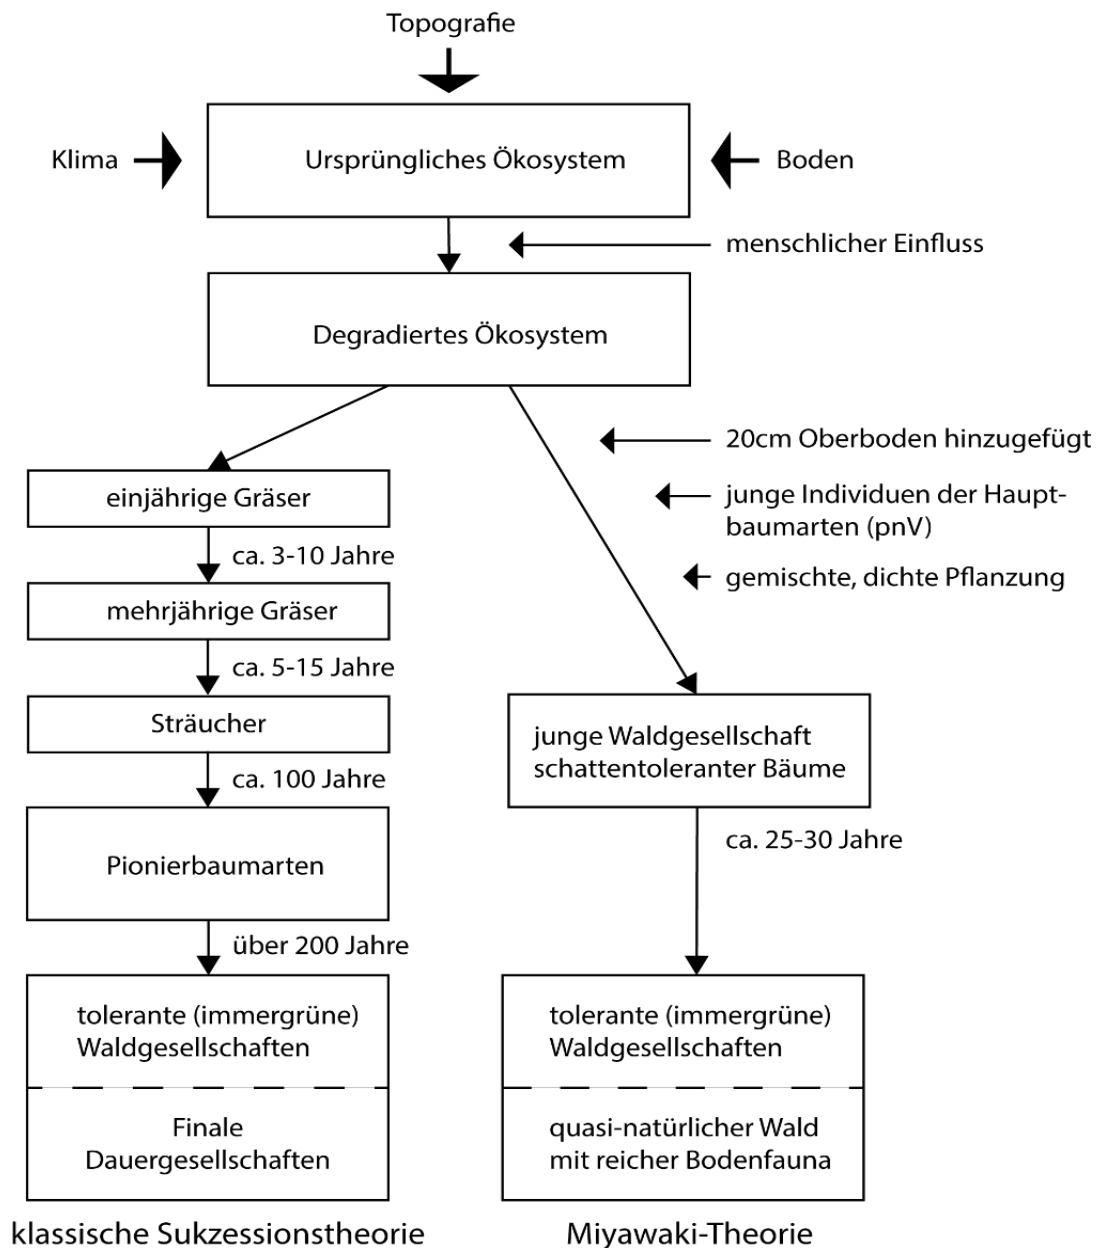 Topografie
Klima
Ursprüngliches Ökosystem
Boden
menschlicher Einfluss
Degradiertes Ökosystem
20cm Oberboden hinzugefügt
junge Individuen der Haupt-
baumarten (pnV)
gemischte, dichte Pflanzung
einjährige Gräser
ca. 3-10 Jahre
mehrjährige Gräser
ca. 5-15 Jahre
Sträucher
ca. 100 Jahre
Pionierbaumarten
über 200 Jahre
tolerante (immergrüne)
Waldgesellschaften
Finale
Dauergesellschaften
klassische Sukzessionstheorie
junge Waldgesellschaft
schattentoleranter Bäume
ca. 25-30 Jahre
tolerante (immergrüne)
Waldgesellschaften
quasi-natürlicher Wald
mit reicher Bodenfauna
Miyawaki-Theorie